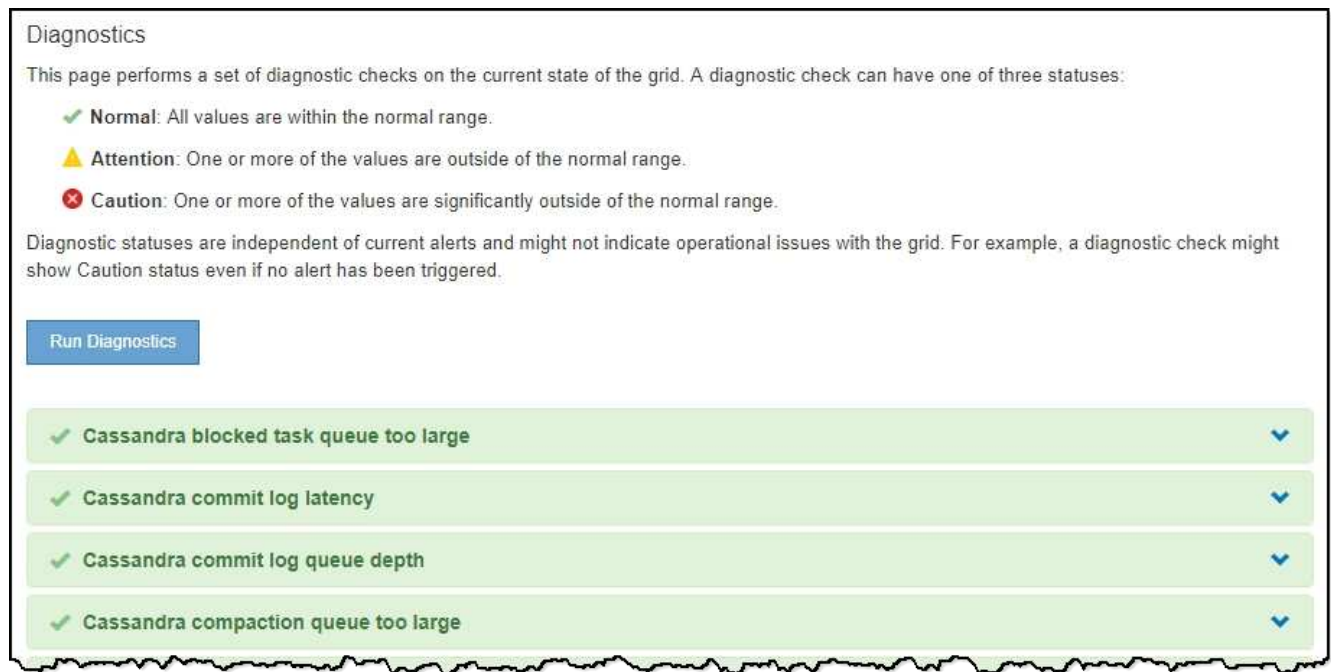 Diagnostics
This page performs a set of diagnostic checks on the current state of the grid. A diagnostic check can have one of three statuses:
Normal: All values are within the normal range.
Attention: One or more of the values are outside of the normal range.
Caution: One or more of the values are significantly outside of the normal range.
Diagnostic statuses are independent of current alerts and might not indicate operational issues with the grid. For example, a diagnostic check might
show Caution status even if no alert has been triggered.
Run Diagnostics
Cassandra blocked task queue too large
Cassandra commit log latency
Cassandra commit log queue depth
Cassandra compaction queue too large